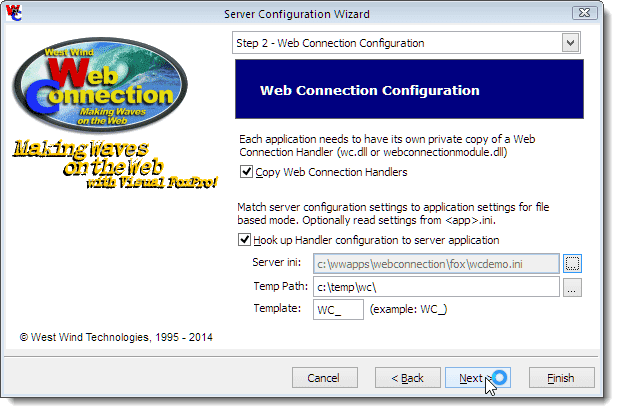 Server Configuration Wizard
Step 2 - Web Connection Configuration
West Wind
Web
Connection
Making Waves
on the Web
Making Waves
on the Web
with Visual FoxPro!
Web Connection Configuration
Each application needs to have its own private copy of a Web
Connection Handler (wc.dll or webconnectionmodule.dll)
Copy Web Connection Handlers
Match server configuration settings to application settings for file
based mode. Optionally read settings from <app>.ini.
Hook up Handler configuration to server application
Server ini: c:\wwapps\webconnection\fox\wcdemo.ini ...
Temp Path: c:\temp\wc\ ...
Template: WC_ (example: WC_)
© West Wind Technologies, 1995 - 2014
Cancel < Back Next > Finish